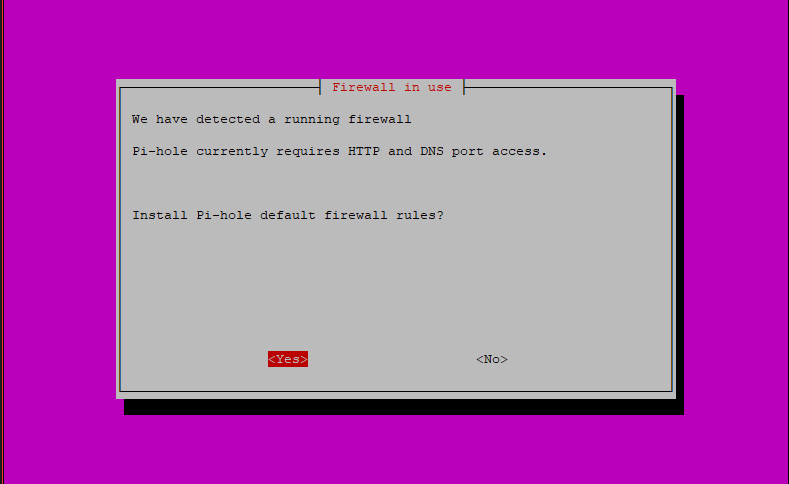 Firewall in use
We have detected a running firewall
Pi-hole currently requires HTTP and DNS port access.
Install Pi-hole default firewall rules?
<Yes> <No>